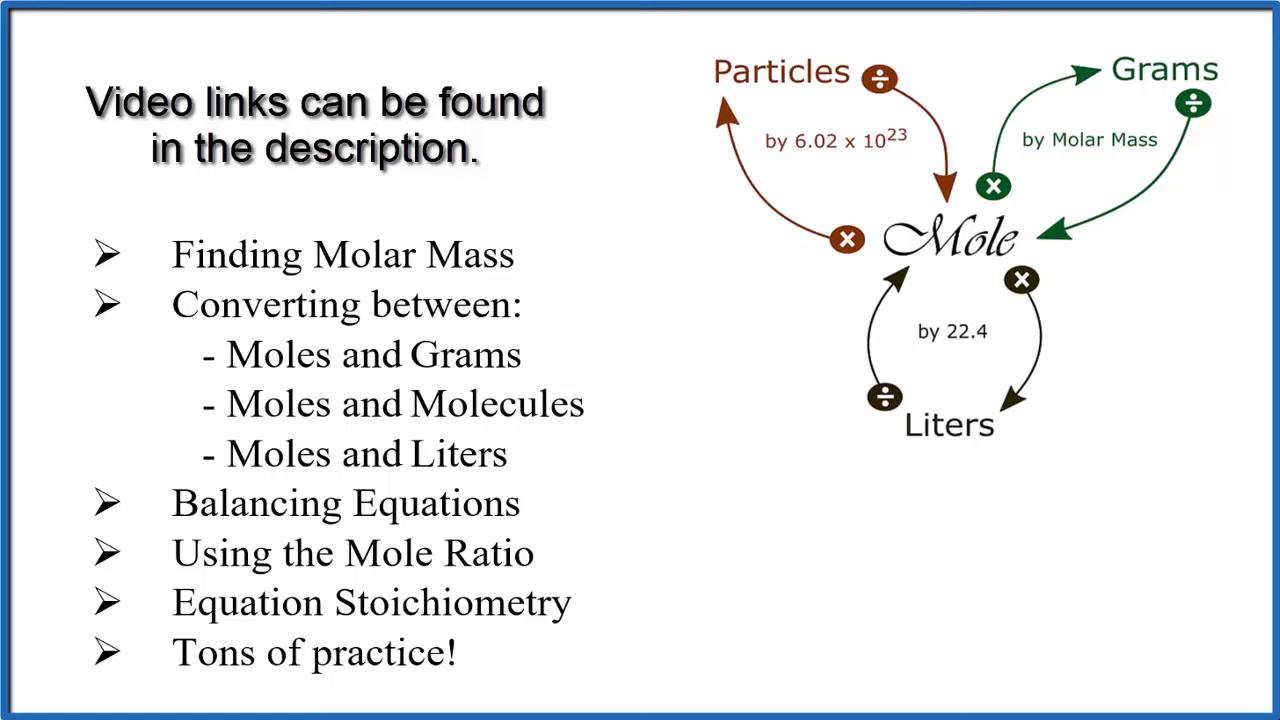 Video links can be found
in the description.
➢ Finding Molar Mass
➢ Converting between:
- Moles and Grams
- Moles and Molecules
- Moles and Liters
➢ Balancing Equations
➢ Using the Mole Ratio
➢ Equation Stoichiometry
➢ Tons of practice!
Particles ÷
by 6.02 x 10²³
×
Grams
÷
by Molar Mass
×
Mole
×
by 22.4
÷
Liters